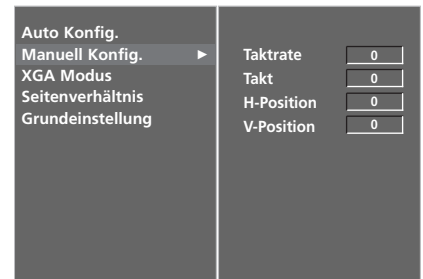 Auto Konfig.
Manuell Konfig. ►
XGA Modus
Seitenverhältnis
Grundeinstellung
Taktrate 0
Takt 0
H-Position 0
V-Position 0